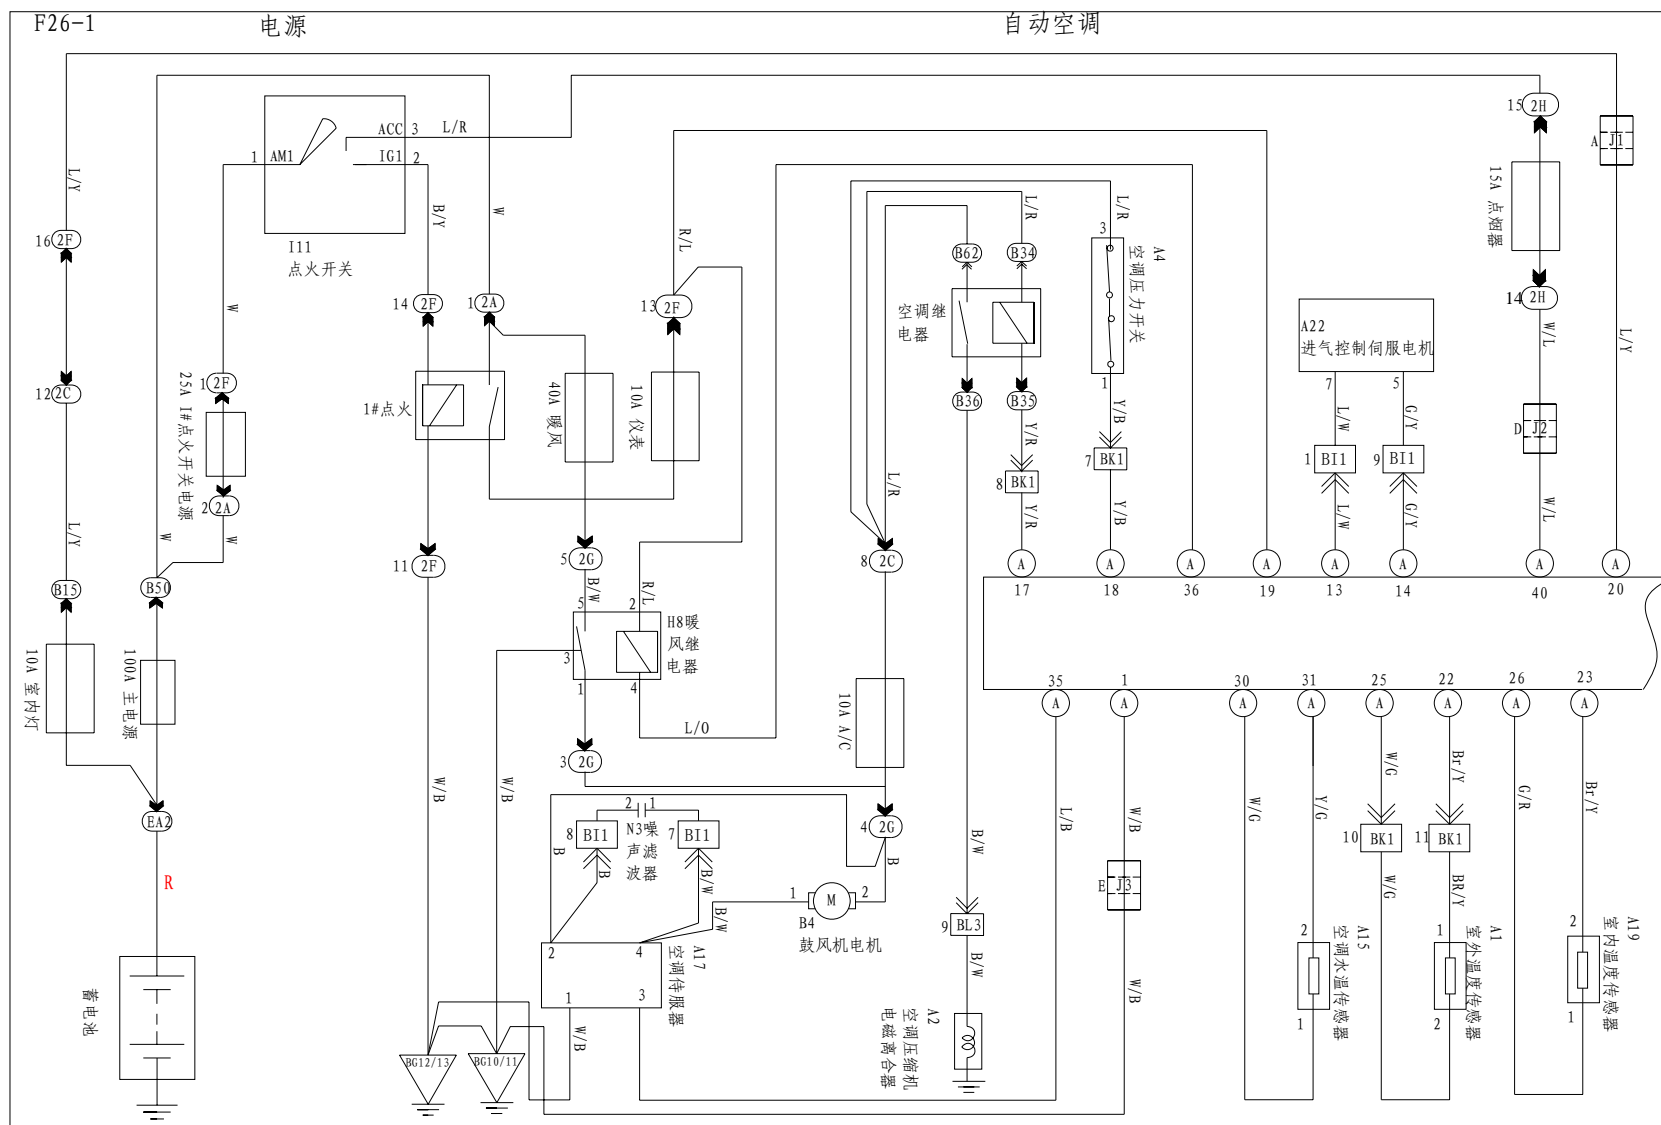 F26-1
电源
自动空调
L/Y
16
2F
12
2C
L/Y
B15
10A 室内灯
W
1
AM1
ACC
3
L/R
IG1
2
I11
点火开关
W
1
2F
25A I#点火开关电源
2
2A
W
W
B50
100A 主电源
EA2
R
蓄电池
B/Y
14
2F
1#点火
11
2F
W/B
W
1
2A
40A 暖风
5
2G
B/W
5
3
1
2
4
H8暖
风继
电器
3
2G
R/L
13
2F
10A 仪表
R/L
L/O
W/B
B62
L/R
B34
空调继
电器
B36
B35
Y/R
8
BK1
Y/R
L/R
3
A4
空调压力开关
1
Y/B
7
BK1
Y/B
L/R
8
2C
10A A/C
4
2G
B
2
1
N3噪
声滤
波器
8
BI1
B
B
7
BI1
B/W
B/W
1
M
2
B4
鼓风机电机
2
4
1
3
A17
空调侍服器
W/B
BG12/13
BG10/11
B/W
9
BL3
B/W
A2
空调压缩机
电磁离合器
A22
进气控制伺服电机
7
5
L/W
G/Y
1
BI1
9
BI1
L/W
G/Y
15
2H
15A 点烟器
14
2H
W/L
D
J2
W/L
A
J1
L/Y
A
A
A
A
A
A
A
A
17
18
36
19
13
14
40
20
35
1
30
31
25
22
26
23
A
A
A
A
A
A
A
A
L/B
W/B
E
J3
W/B
W/G
Y/G
2
A15
空调水温传感器
1
W/G
10
BK1
W/G
Br/Y
11
BK1
BR/Y
1
A1
室外温度传感器
2
G/R
Br/Y
2
A19
室内温度传感器
1